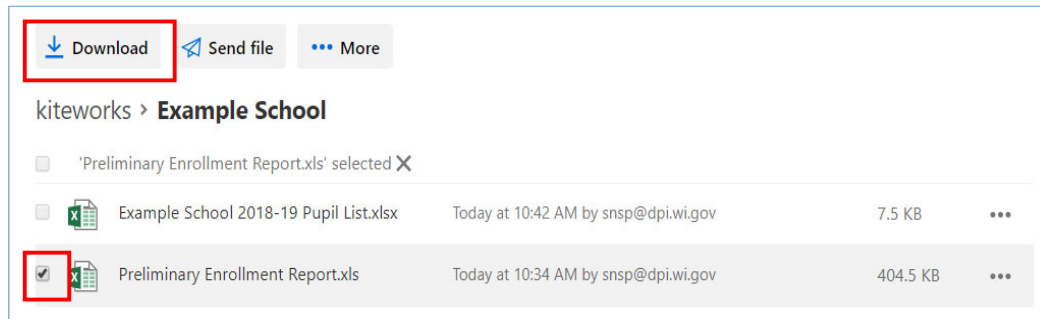 Download Send file ••• More
kiteworks > Example School
'Preliminary Enrollment Report.xls' selected X
Example School 2018-19 Pupil List.xlsx Today at 10:42 AM by snsp@dpi.wi.gov 7.5 KB •••
Preliminary Enrollment Report.xls Today at 10:34 AM by snsp@dpi.wi.gov 404.5 KB •••